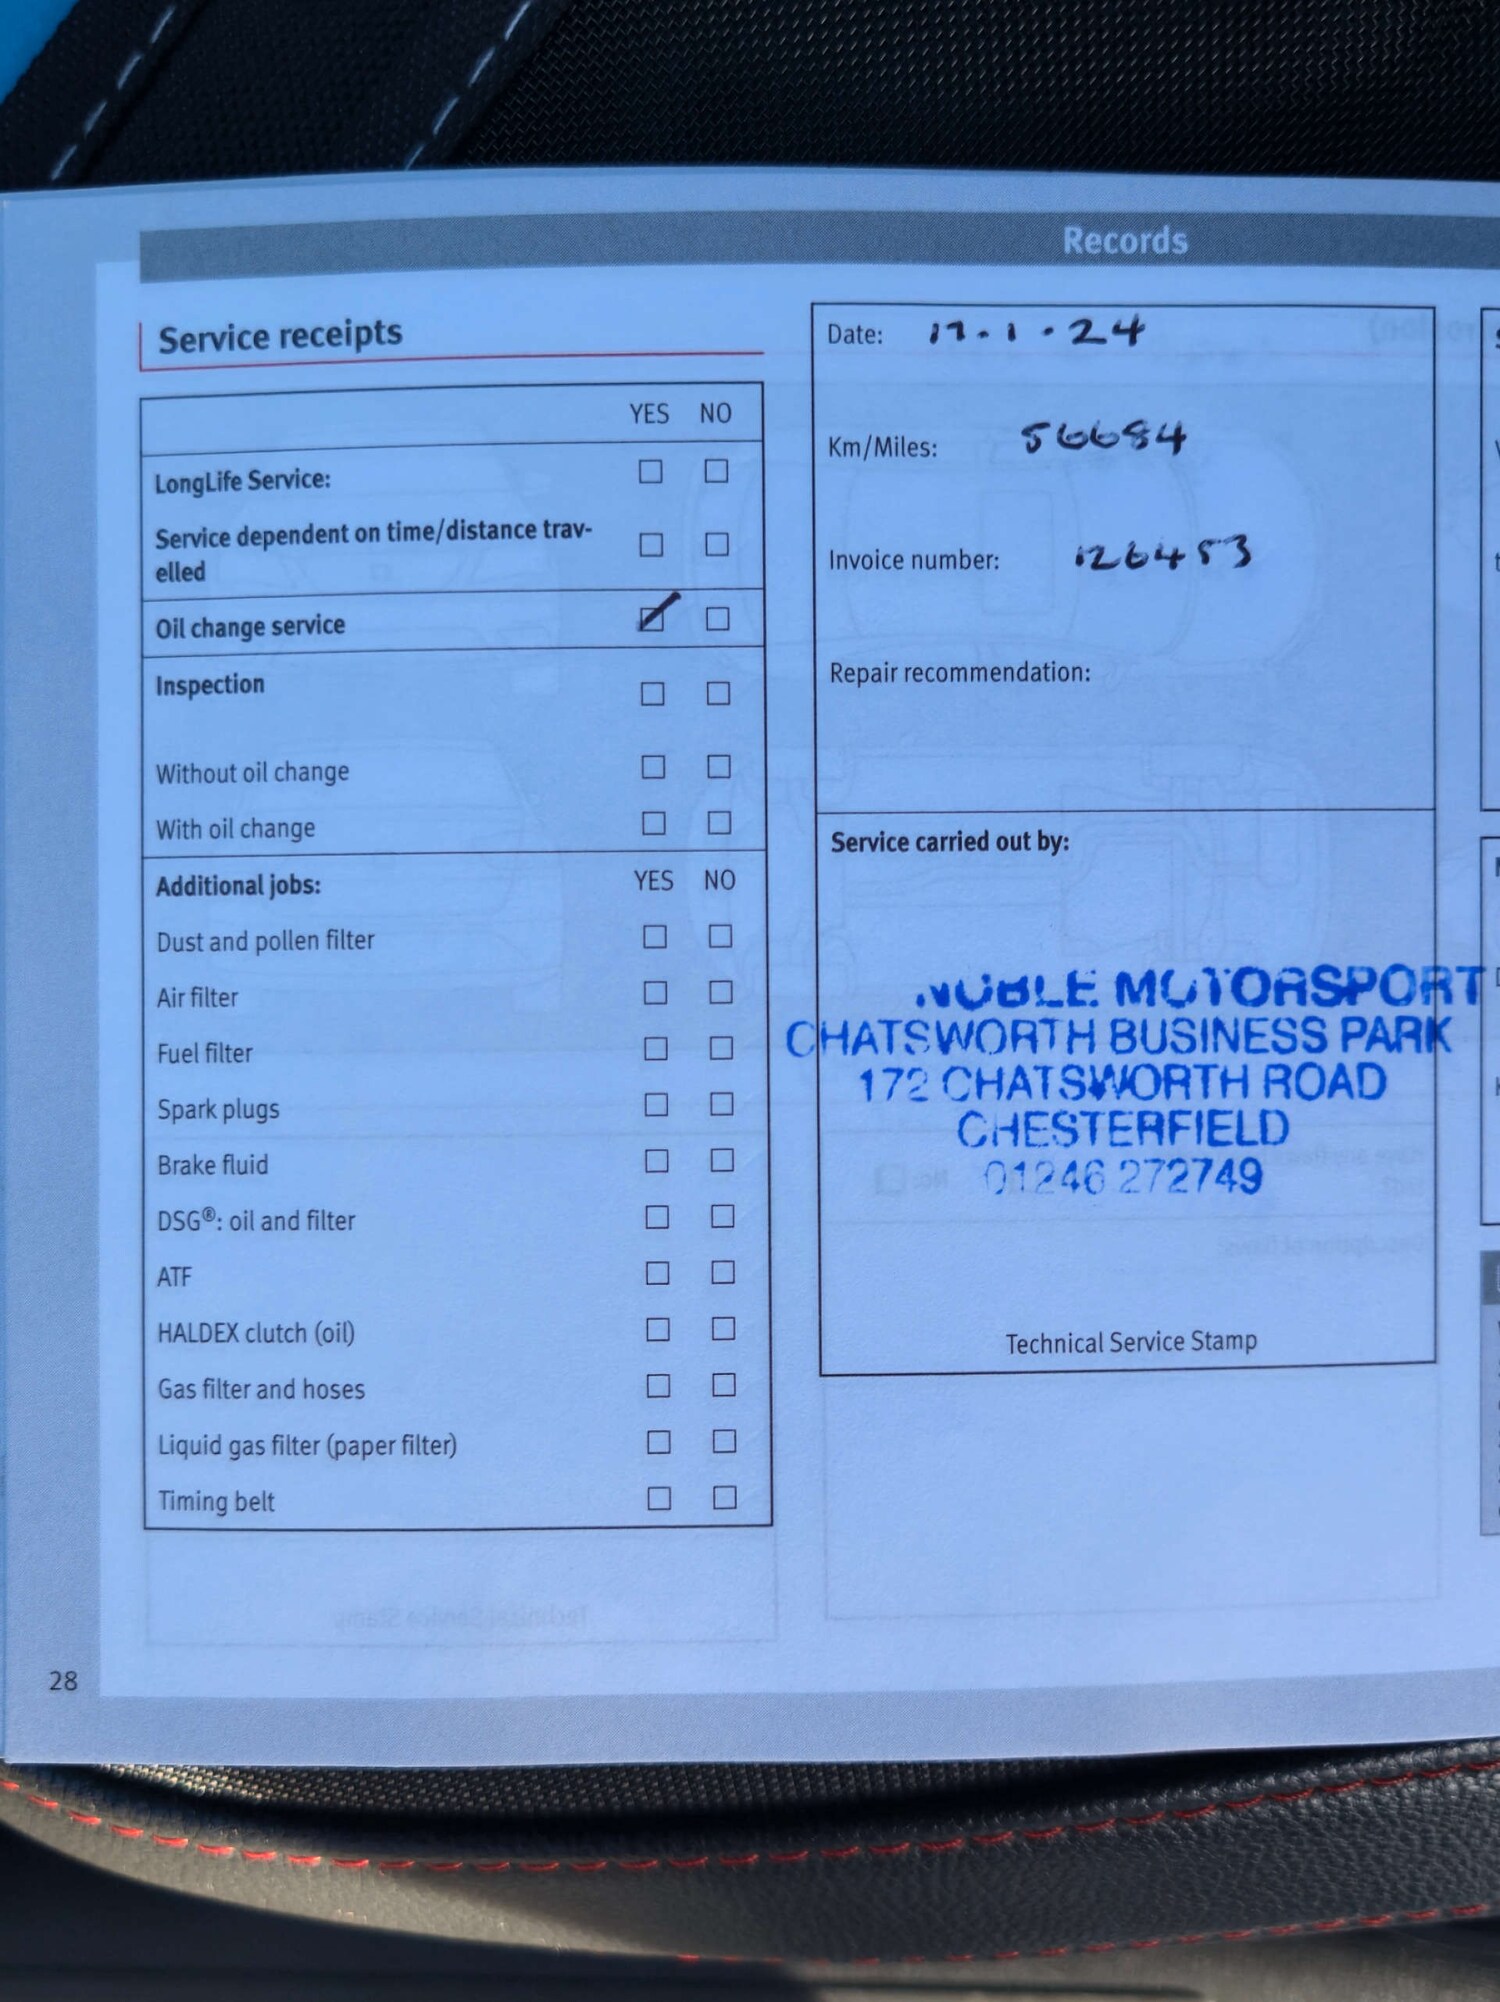 Records
Service receipts
YES NO
LongLife Service:
Service dependent on time/distance trav-
elled
Oil change service
Inspection
Without oil change
With oil change
Additional jobs: YES NO
Dust and pollen filter
Air filter
Fuel filter
Spark plugs
Brake fluid
DSG®: oil and filter
ATF
HALDEX clutch (oil)
Gas filter and hoses
Liquid gas filter (paper filter)
Timing belt
Date: 17.1.24
Km/Miles: 56684
Invoice number: 126453
Repair recommendation:
Service carried out by:
NOBLE MOTORSPORT
CHATSWORTH BUSINESS PARK
172 CHATSWORTH ROAD
CHESTERFIELD
01246 272749
Technical Service Stamp
28